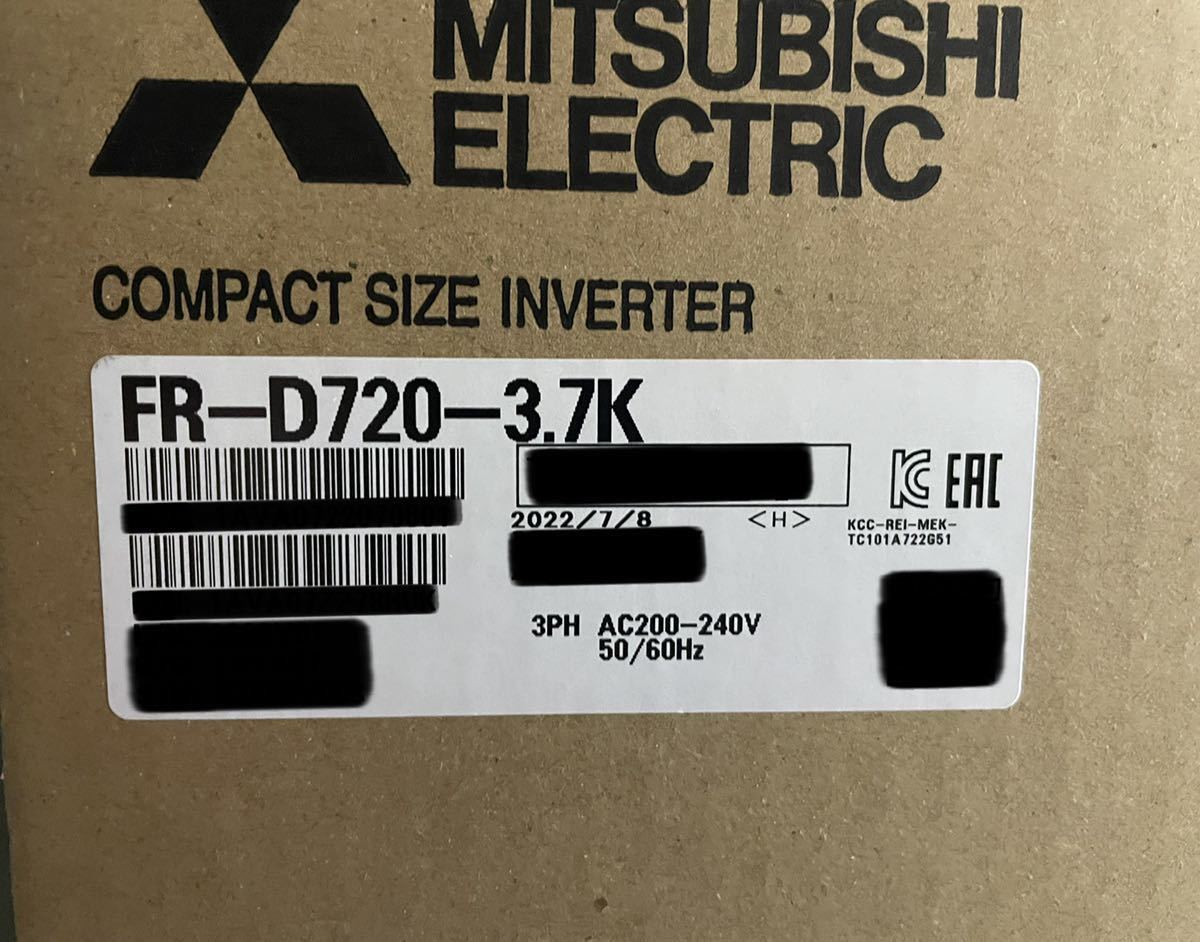 MITSUBISHI
ELECTRIC
COMPACT SIZE INVERTER
FR-D720-3.7K
2022/7/8 <H>
KCC-REI-MEK-
TC101A722G51
EAC
3PH AC200-240V
50/60Hz